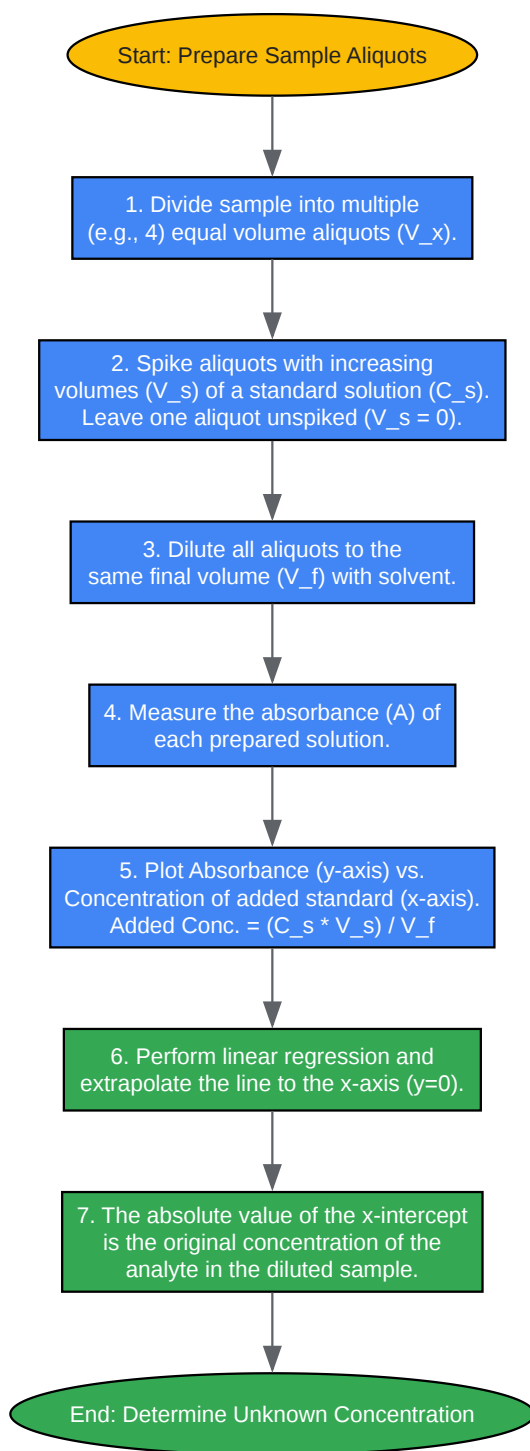 Start: Prepare Sample Aliquots
1. Divide sample into multiple
(e.g., 4) equal volume aliquots (V_x).
2. Spike aliquots with increasing
volumes (V_s) of a standard solution (C_s).
Leave one aliquot unspiked (V_s = 0).
3. Dilute all aliquots to the
same final volume (V_f) with solvent.
4. Measure the absorbance (A) of
each prepared solution.
5. Plot Absorbance (y-axis) vs.
Concentration of added standard (x-axis).
Added Conc. = (C_s * V_s) / V_f
6. Perform linear regression and
extrapolate the line to the x-axis (y=0).
7. The absolute value of the x-intercept
is the original concentration of the
analyte in the diluted sample.
End: Determine Unknown Concentration